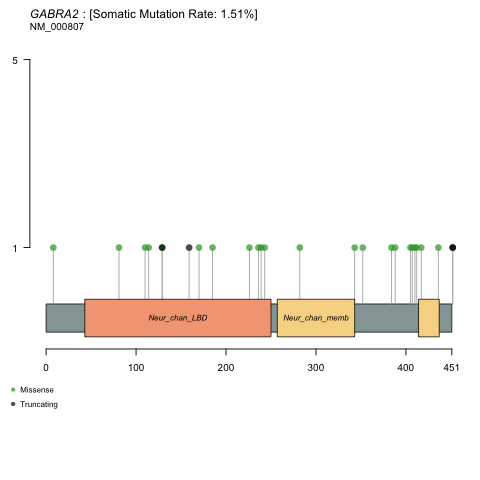 GABRA2 : [Somatic Mutation Rate: 1.51%]
NM_000807
5
1
Neur_chan_LBD
Neur_chan_memb
0 100 200 300 400 451
Missense
Truncating